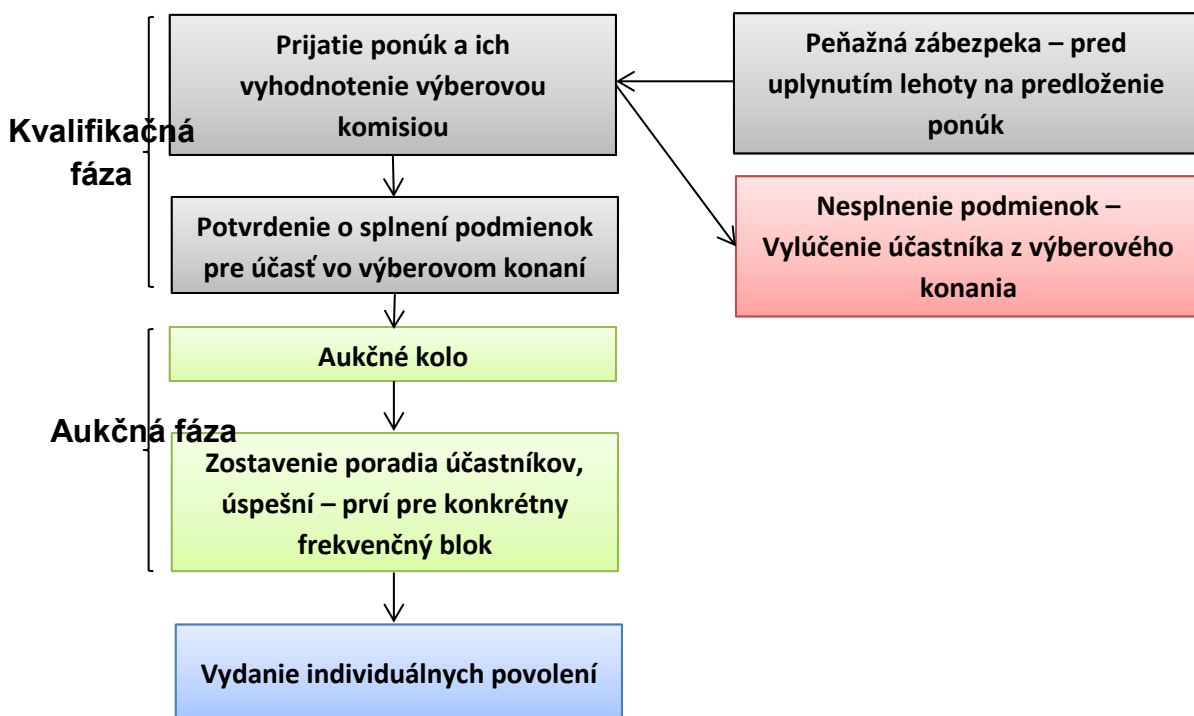 Prijatie ponúk a ich
vyhodnotenie výberovou
komisiou
Peňažná zábezpeka – pred
uplynutím lehoty na predloženie
ponúk
Kvalifikačná
fáza
Nesplnenie podmienok –
Vylúčenie účastníka z výberového
konania
Potvrdenie o splnení podmienok
pre účasť vo výberovom konaní
Aukčné kolo
Aukčná fáza
Zostavenie poradia účastníkov,
úspešní – prví pre konkrétny
frekvenčný blok
Vydanie individuálnych povolení